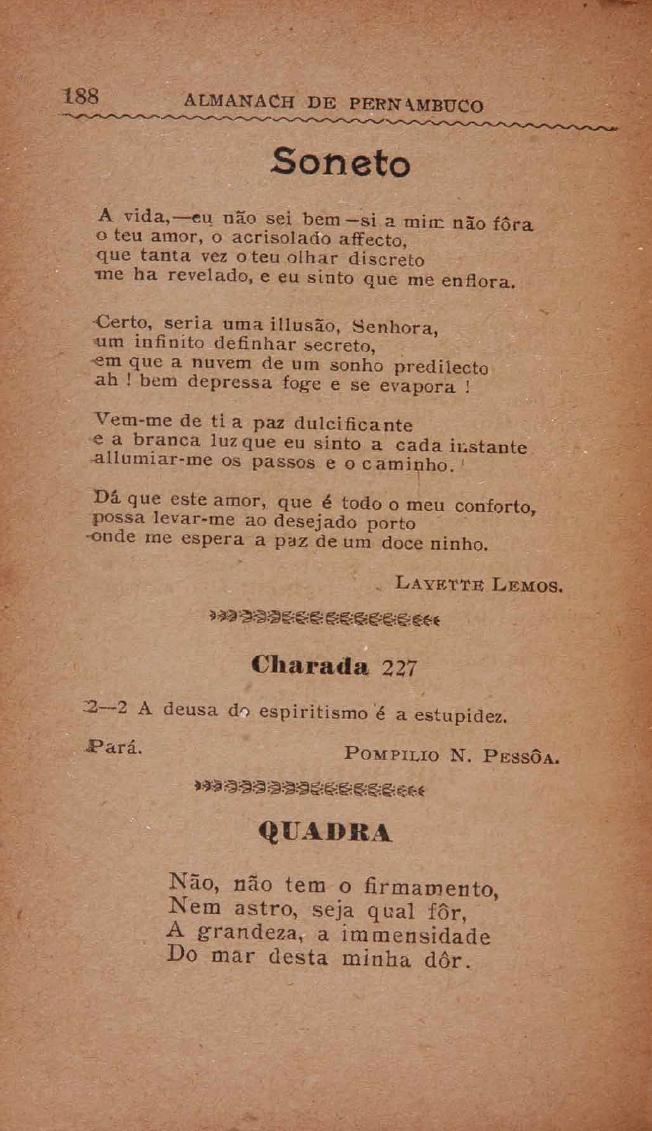 188 ALMANACH DE PERNAMBUCO
Soneto
A vida,—eu não sei bem—si a mim não fôra
o teu amor, o acrisolado affecto,
que tanta vez o teu olhar discreto
me ha revelado, e eu sinto que me enflora.
Certo, seria uma illusão, Senhora,
um infinito definhar secreto,
em que a nuvem de um sonho predilecto
ah ! bem depressa foge e se evapora !
Vem-me de ti a paz dulcificante
e a branca luz que eu sinto a cada instante
allumiar-me os passos e o caminho.
Dá que este amor, que é todo o meu conforto,
possa levar-me ao desejado porto
onde me espera a paz de um doce ninho.
LAYETTE LEMOS.
Charada 227
2—2 A deusa do espiritismo é a estupidez.
Pará. POMPILIO N. PESSÔA.
QUADRA
Não, não tem o firmamento,
Nem astro, seja qual fôr,
A grandeza, a immensidade
Do mar desta minha dôr.